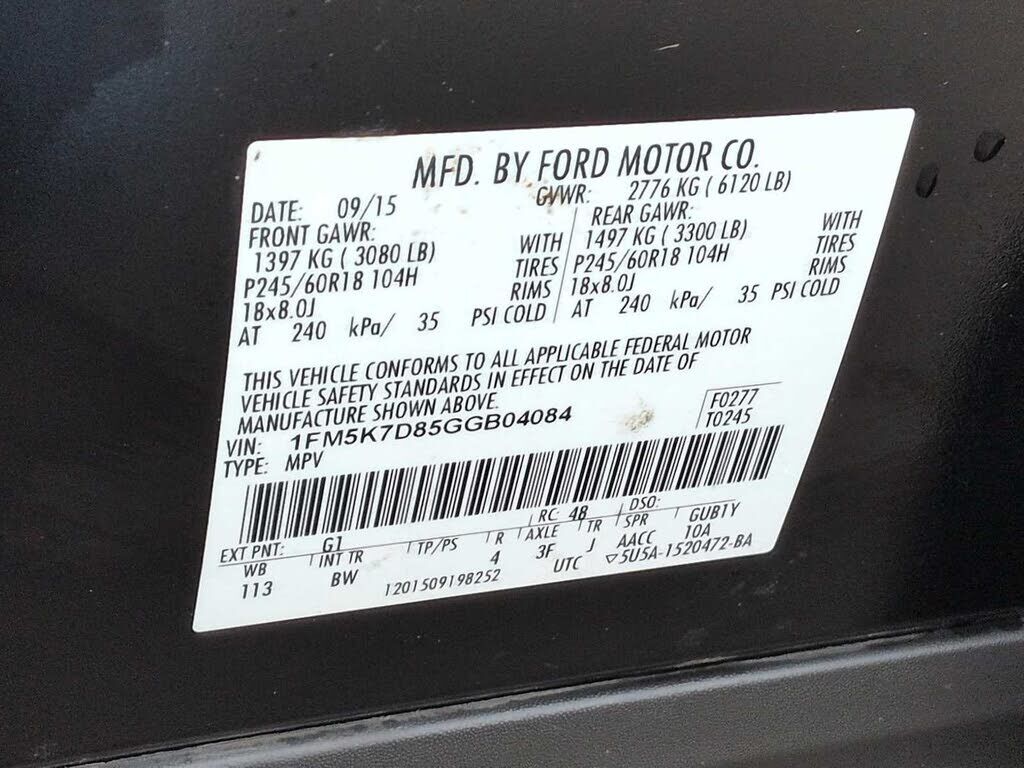 MFD. BY FORD MOTOR CO.
DATE: 09/15 GVWR: 2776 KG ( 6120 LB)
FRONT GAWR: REAR GAWR:
1397 KG ( 3080 LB) WITH 1497 KG ( 3300 LB) WITH
P245/60R18 104H TIRES P245/60R18 104H TIRES
18x8.0J RIMS 18x8.0J RIMS
AT 240 kPa/ 35 PSI COLD AT 240 kPa/ 35 PSI COLD
THIS VEHICLE CONFORMS TO ALL APPLICABLE FEDERAL MOTOR
VEHICLE SAFETY STANDARDS IN EFFECT ON THE DATE OF
MANUFACTURE SHOWN ABOVE.
VIN: 1FM5K7D85GGB04084 F0277
TYPE: MPV T0245
EXT PNT: G1 RC: 48 DSO:
WB INT TR TP/PS R AXLE TR SPR GUB1Y
113 BW 4 3F J AACC 10A
1201509198252 UTC ▽5U5A-1520472-BA